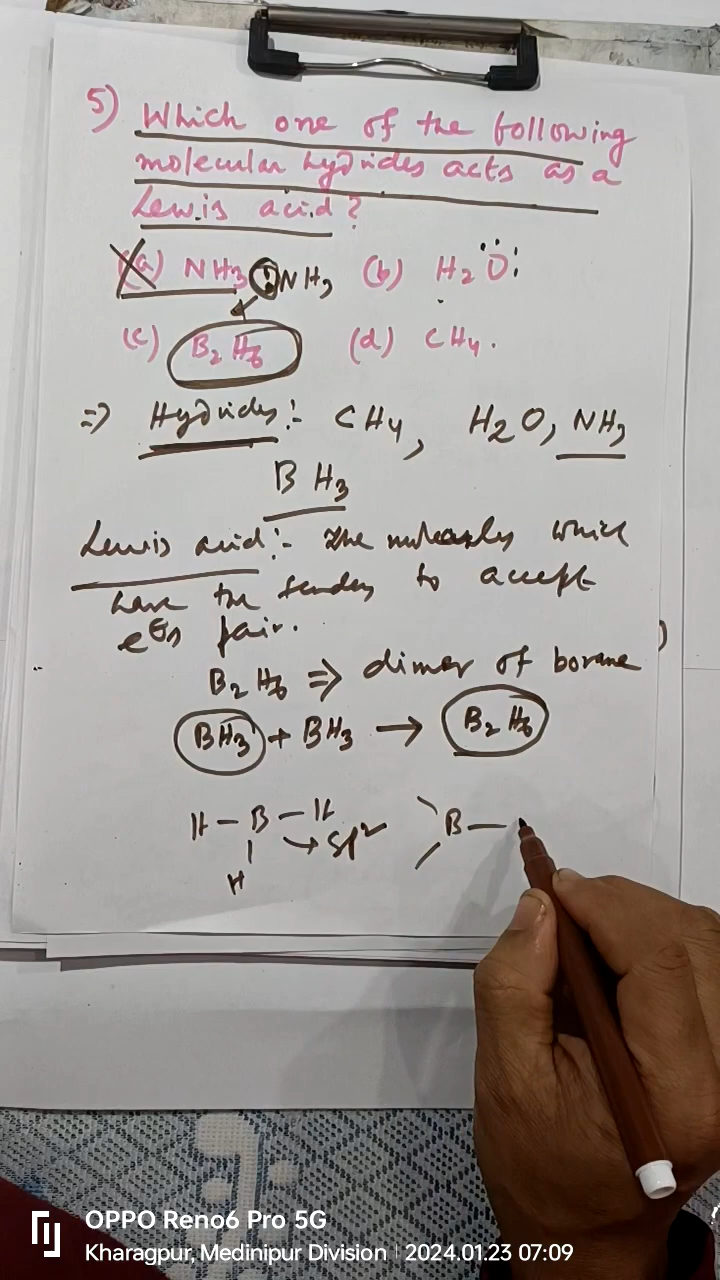 5) Which one of the following
molecular hydrides acts as a
Lewis acid?
(a) NH3 :NH3 (b) H2O:
(c) B2H6 (d) CH4.
=> Hydrides:- CH4, H2O, NH3
BH3
Lewis acid:- The which
have the to accept
pair.
B2H6 => dimer of borane
BH3 + BH3 → B2H6
H - B - H → sp2 B -
H
OPPO Reno6 Pro 5G
Kharagpur, Medinipur Division | 2024.01.23 07:09